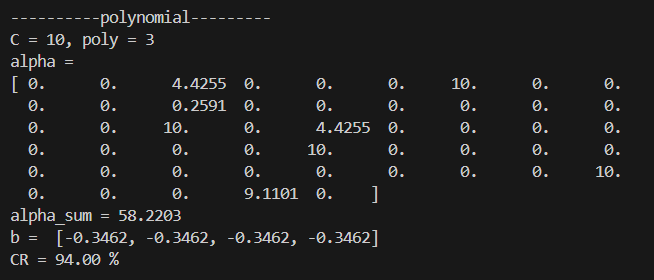 ----------polynomial---------
C = 10, poly = 3
alpha =
[ 0.      0.      4.4255  0.      0.      0.     10.      0.      0.
  0.      0.      0.2591  0.      0.      0.      0.      0.      0.
  0.      0.     10.      0.      4.4255  0.      0.      0.      0.
  0.      0.      0.      0.     10.      0.      0.      0.      0.
  0.      0.      0.      0.      0.      0.      0.      0.     10.
  0.      0.      0.      9.1101  0.    ]
alpha_sum = 58.2203
b =  [-0.3462, -0.3462, -0.3462, -0.3462]
CR = 94.00 %